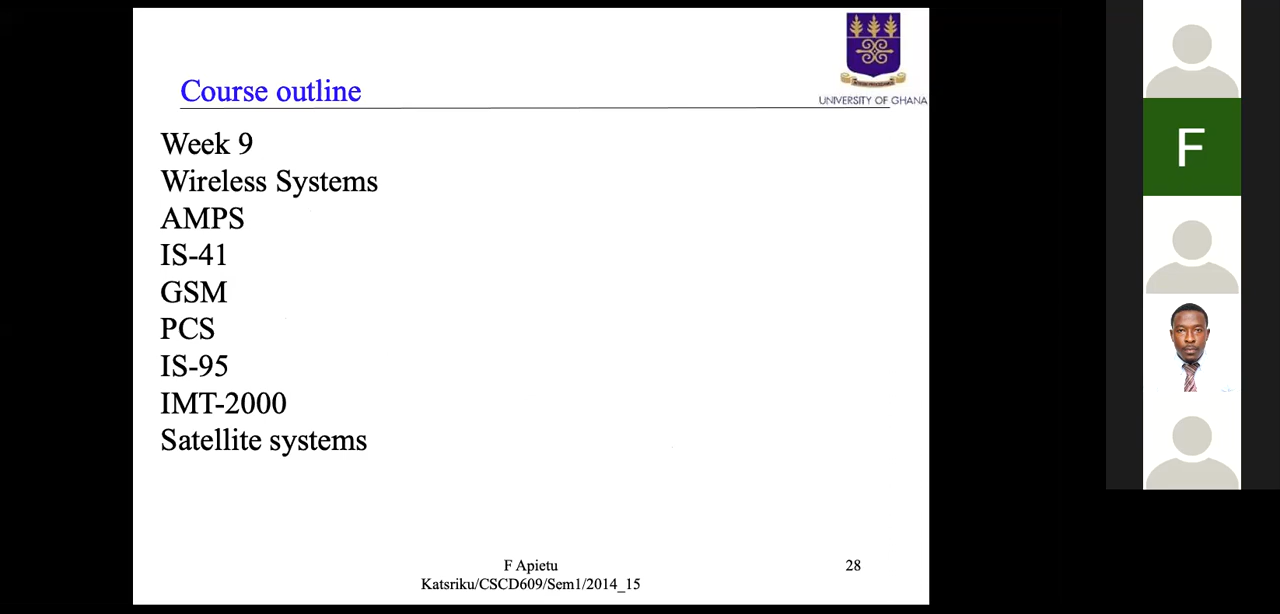 UNIVERSITY OF GHANA
Course outline
Week 9
Wireless Systems
AMPS
IS-41
GSM
PCS
IS-95
IMT-2000
Satellite systems
F Apietu
Katsriku/CSCD609/Sem1/2014_15
28
F